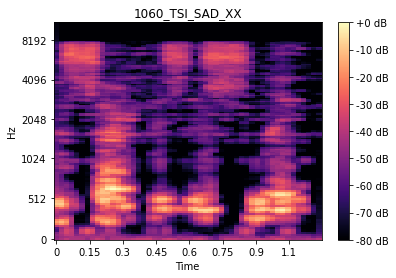 1060_TSI_SAD_XX
8192
4096
2048
1024
512
0
Hz
0
0.15
0.3
0.45
0.6
0.75
0.9
1.1
Time
+0 dB
-10 dB
-20 dB
-30 dB
-40 dB
-50 dB
-60 dB
-70 dB
-80 dB